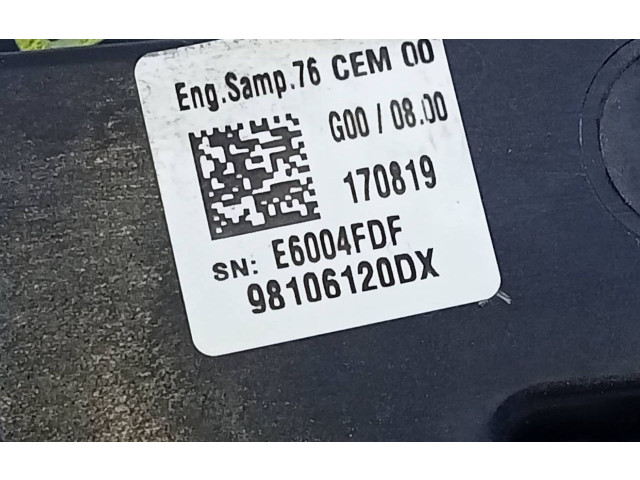 Eng.Samp.76 CEM 00
G00 / 08.00
170819
SN: E6004FDF
98106120DX